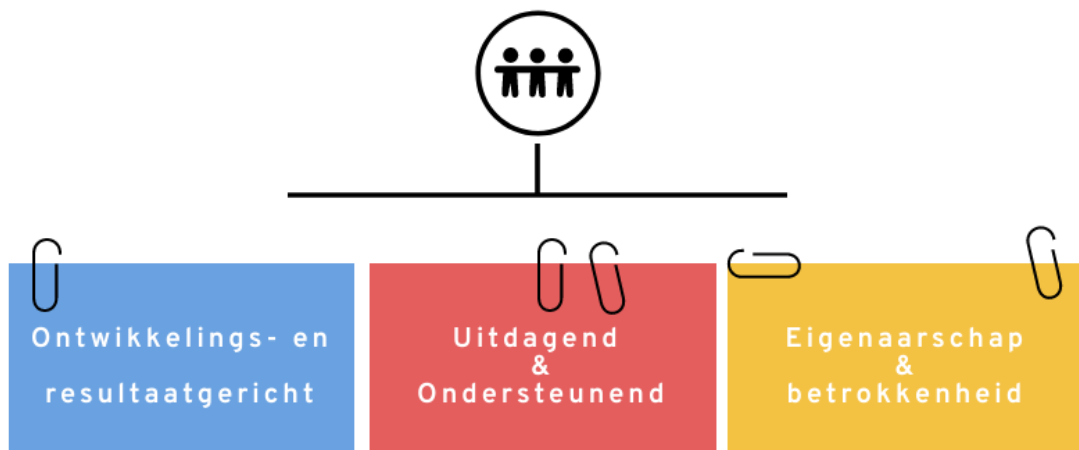 Ontwikkelings- en
resultaatgericht
Uitdagend
&
Ondersteunend
Eigenaarschap
&
betrokkenheid